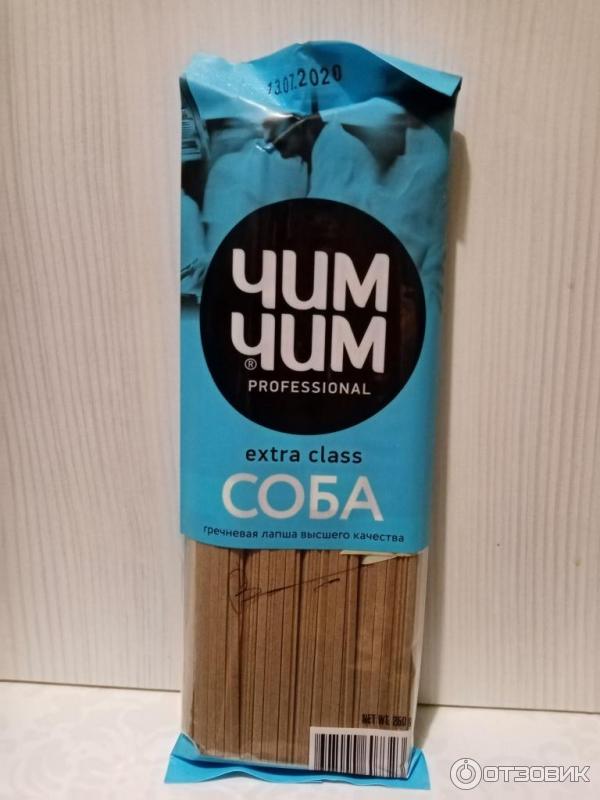 13.07.2020
ЧИМ
ЧИМ
®
PROFESSIONAL
extra class
СОБА
гречневая лапша высшего качества
NET WT. 250 g
ОТЗОВИК